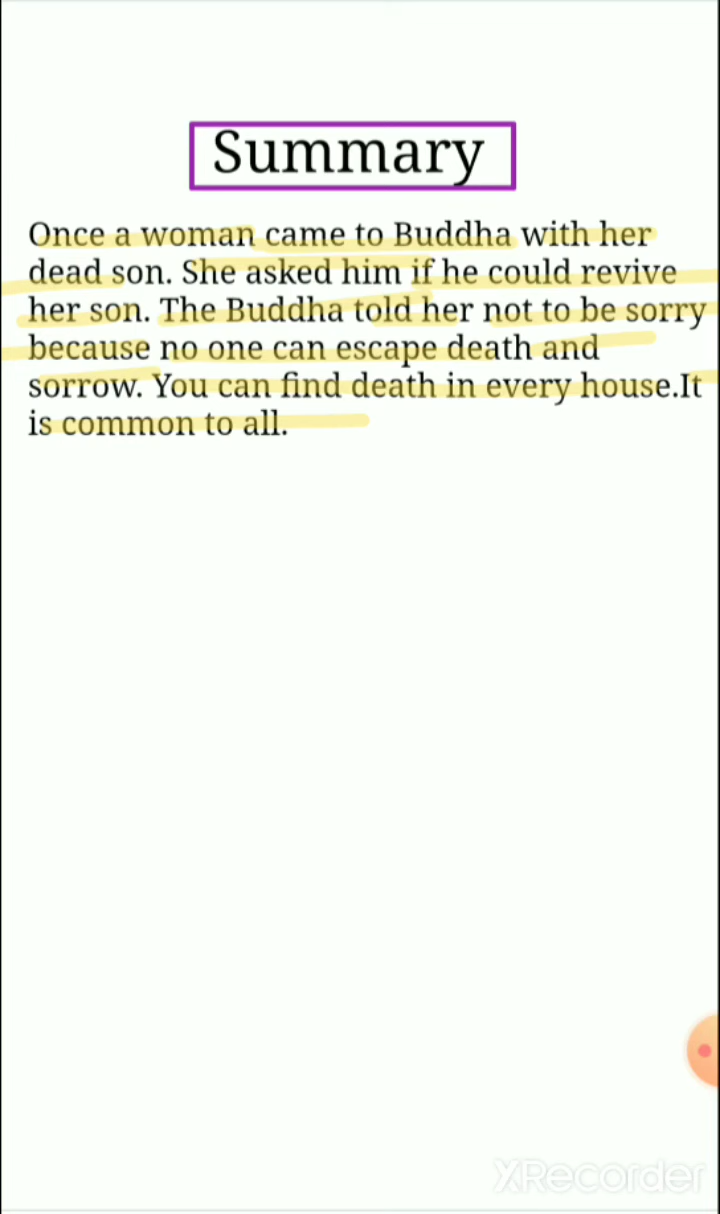 Summary
Once a woman came to Buddha with her
dead son. She asked him if he could revive
her son. The Buddha told her not to be sorry
because no one can escape death and
sorrow. You can find death in every house.It
is common to all.
XRecorder